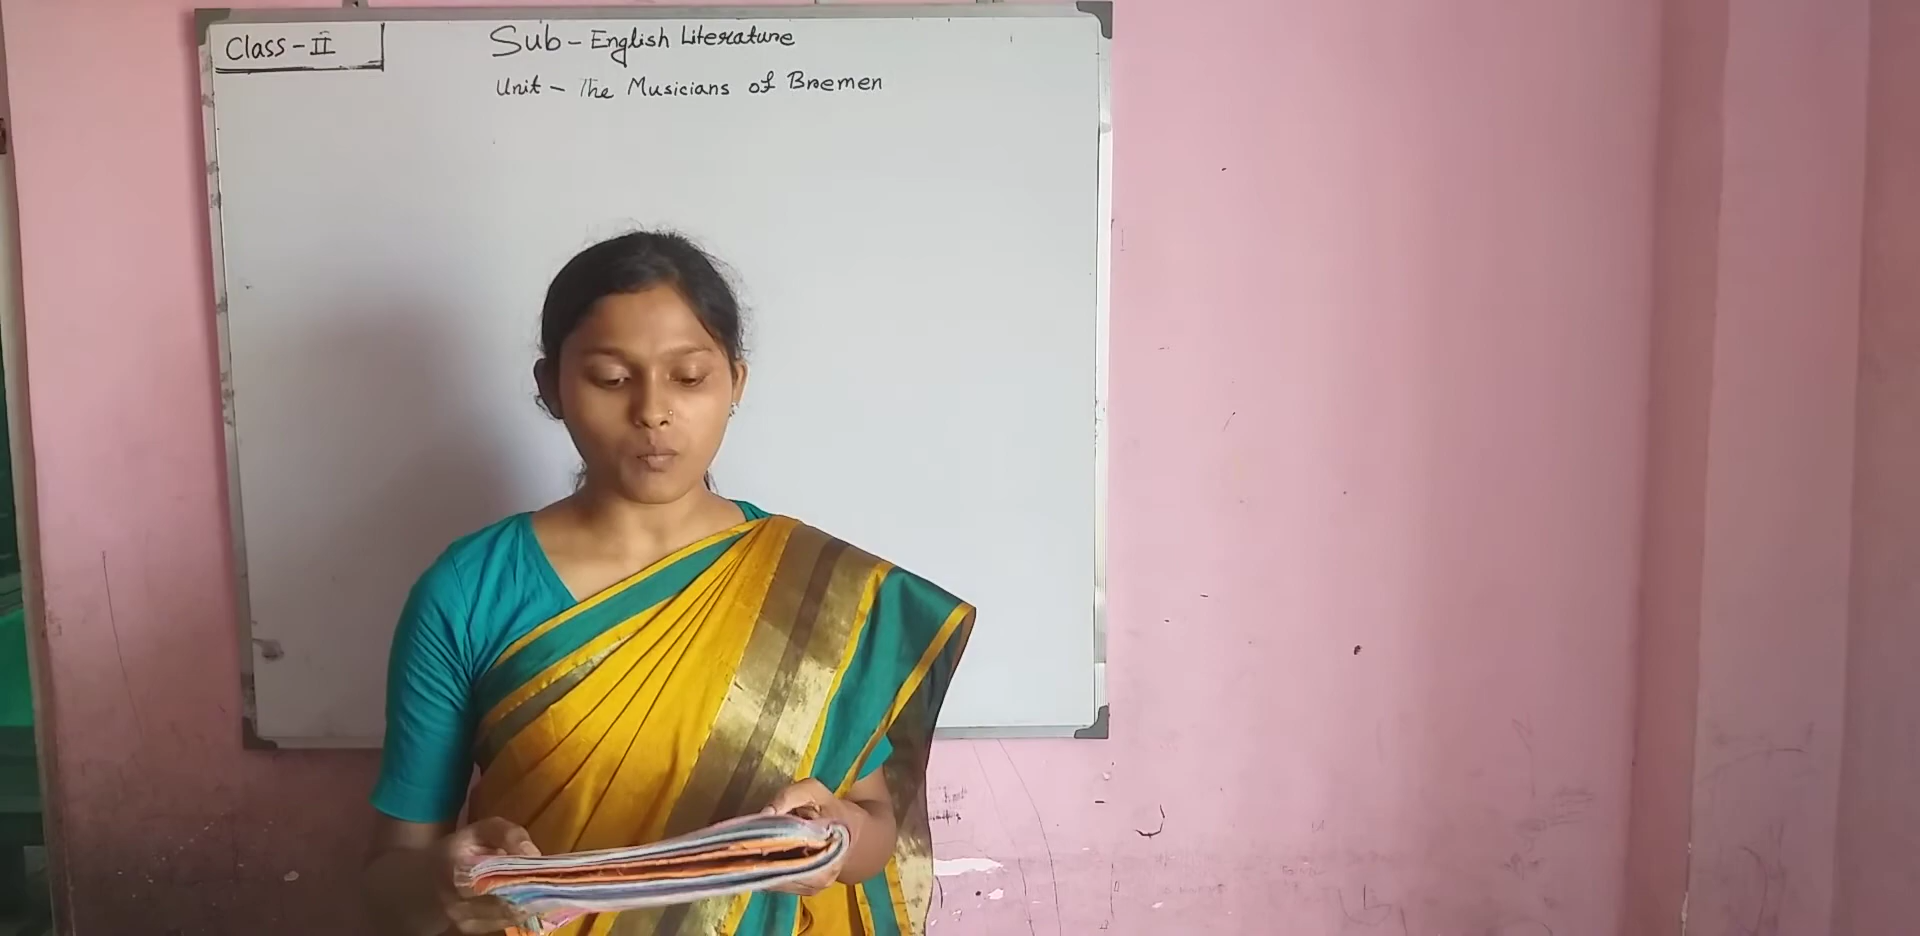 Class - II
Sub - English Literature
Unit - The Musicians of Bremen